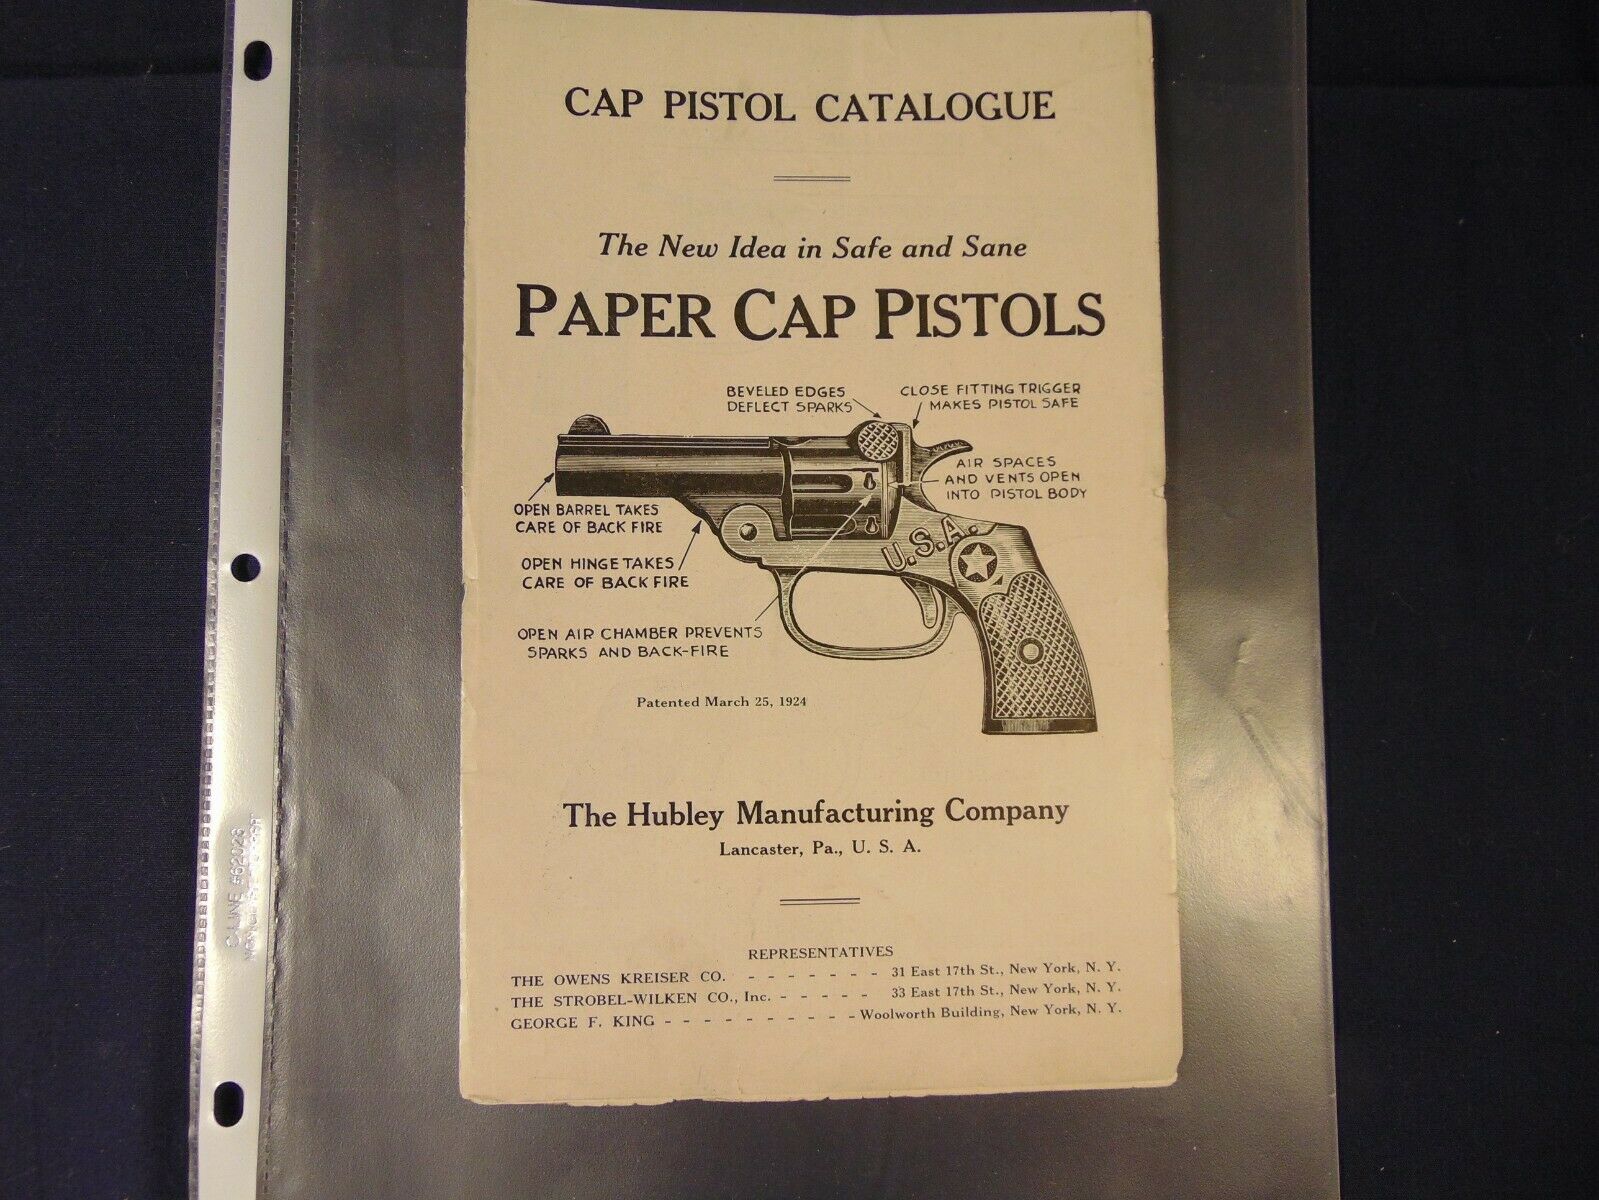 CAP PISTOL CATALOGUE
The New Idea in Safe and Sane
PAPER CAP PISTOLS
BEVELED EDGES
DEFLECT SPARKS
CLOSE FITTING TRIGGER
MAKES PISTOL SAFE
AIR SPACES
AND VENTS OPEN
INTO PISTOL BODY
OPEN BARREL TAKES
CARE OF BACK FIRE
U.S.A.
OPEN HINGE TAKES
CARE OF BACK FIRE
OPEN AIR CHAMBER PREVENTS
SPARKS AND BACK-FIRE
Patented March 25, 1924
The Hubley Manufacturing Company
Lancaster, Pa., U. S. A.
REPRESENTATIVES
THE OWENS KREISER CO. - - - - - - - 31 East 17th St., New York, N. Y.
THE STROBEL-WILKEN CO., Inc. - - - - - 33 East 17th St., New York, N. Y.
GEORGE F. KING - - - - - - - - - - Woolworth Building, New York, N. Y.
C-LINE #62023